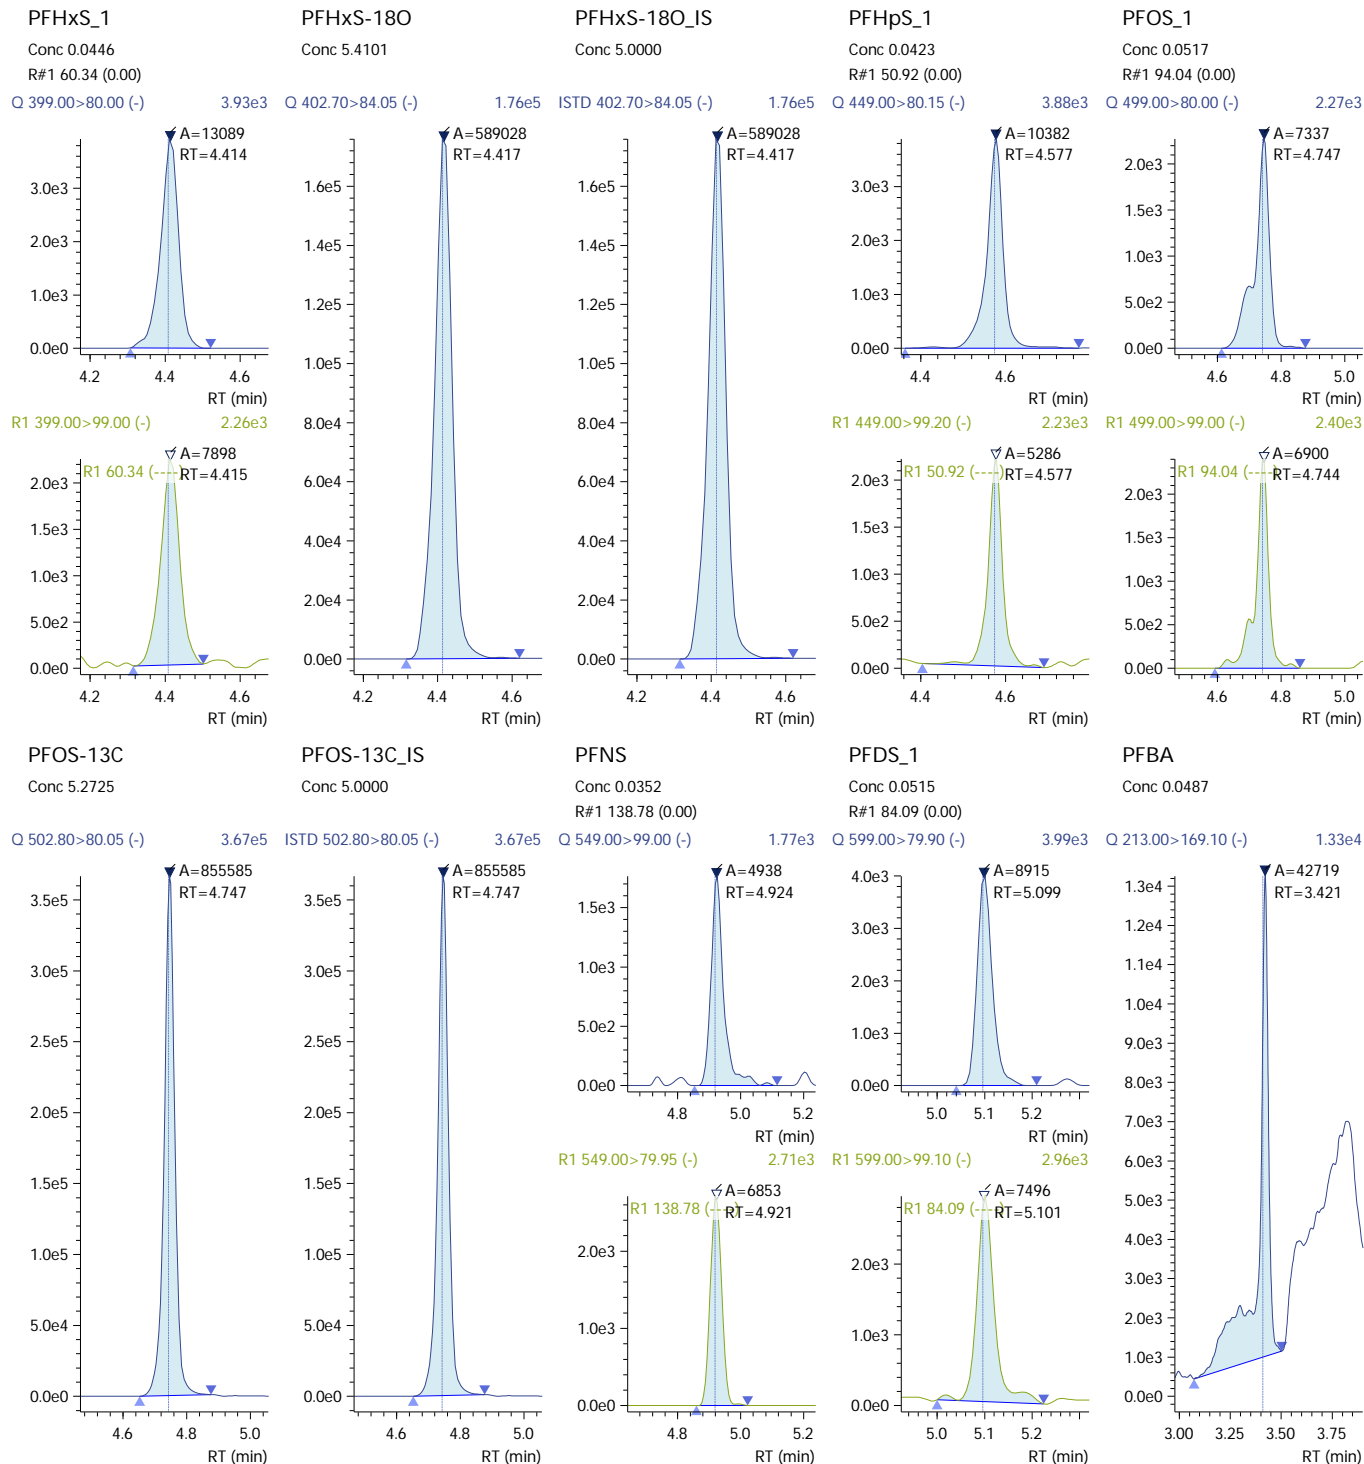 PFHxS_1
Conc 0.0446
R#1 60.34 (0.00)
Q 399.00>80.00 (-) 3.93e3
A=13089
RT=4.414
3.0e3
2.0e3
1.0e3
0.0e0
4.2 4.4 4.6
RT (min)
R1 399.00>99.00 (-) 2.26e3
A=7898
R1 60.34 (----) RT=4.415
2.0e3
1.5e3
1.0e3
5.0e2
0.0e0
4.2 4.4 4.6
RT (min)
PFHxS-18O
Conc 5.4101
Q 402.70>84.05 (-) 1.76e5
A=589028
RT=4.417
1.6e5
1.4e5
1.2e5
1.0e5
8.0e4
6.0e4
4.0e4
2.0e4
0.0e0
4.2 4.4 4.6
RT (min)
PFHxS-18O_IS
Conc 5.0000
ISTD 402.70>84.05 (-) 1.76e5
A=589028
RT=4.417
1.6e5
1.4e5
1.2e5
1.0e5
8.0e4
6.0e4
4.0e4
2.0e4
0.0e0
4.2 4.4 4.6
RT (min)
PFHpS_1
Conc 0.0423
R#1 50.92 (0.00)
Q 449.00>80.15 (-) 3.88e3
A=10382
RT=4.577
3.0e3
2.0e3
1.0e3
0.0e0
4.4 4.6
RT (min)
R1 449.00>99.20 (-) 2.23e3
A=5286
R1 50.92 (----) RT=4.577
2.0e3
1.5e3
1.0e3
5.0e2
0.0e0
4.4 4.6
RT (min)
PFOS_1
Conc 0.0517
R#1 94.04 (0.00)
Q 499.00>80.00 (-) 2.27e3
A=7337
RT=4.747
2.0e3
1.5e3
1.0e3
5.0e2
0.0e0
4.6 4.8 5.0
RT (min)
R1 499.00>99.00 (-) 2.40e3
A=6900
R1 94.04 (----) RT=4.744
2.0e3
1.5e3
1.0e3
5.0e2
0.0e0
4.6 4.8 5.0
RT (min)
PFOS-13C
Conc 5.2725
Q 502.80>80.05 (-) 3.67e5
A=855585
RT=4.747
3.5e5
3.0e5
2.5e5
2.0e5
1.5e5
1.0e5
5.0e4
0.0e0
4.6 4.8 5.0
RT (min)
PFOS-13C_IS
Conc 5.0000
ISTD 502.80>80.05 (-) 3.67e5
A=855585
RT=4.747
3.5e5
3.0e5
2.5e5
2.0e5
1.5e5
1.0e5
5.0e4
0.0e0
4.6 4.8 5.0
RT (min)
PFNS
Conc 0.0352
R#1 138.78 (0.00)
Q 549.00>99.00 (-) 1.77e3
A=4938
RT=4.924
1.5e3
1.0e3
5.0e2
0.0e0
4.8 5.0 5.2
RT (min)
R1 549.00>79.95 (-) 2.71e3
A=6853
R1 138.78 (----) RT=4.921
2.0e3
1.0e3
0.0e0
4.8 5.0 5.2
RT (min)
PFDS_1
Conc 0.0515
R#1 84.09 (0.00)
Q 599.00>79.90 (-) 3.99e3
A=8915
RT=5.099
4.0e3
3.0e3
2.0e3
1.0e3
0.0e0
5.0 5.1 5.2
RT (min)
R1 599.00>99.10 (-) 2.96e3
A=7496
R1 84.09 (----) RT=5.101
2.0e3
1.0e3
0.0e0
5.0 5.1 5.2
RT (min)
PFBA
Conc 0.0487
Q 213.00>169.10 (-) 1.33e4
A=42719
RT=3.421
1.3e4
1.2e4
1.1e4
1.0e4
9.0e3
8.0e3
7.0e3
6.0e3
5.0e3
4.0e3
3.0e3
2.0e3
1.0e3
0.0e0
3.00 3.25 3.50 3.75
RT (min)